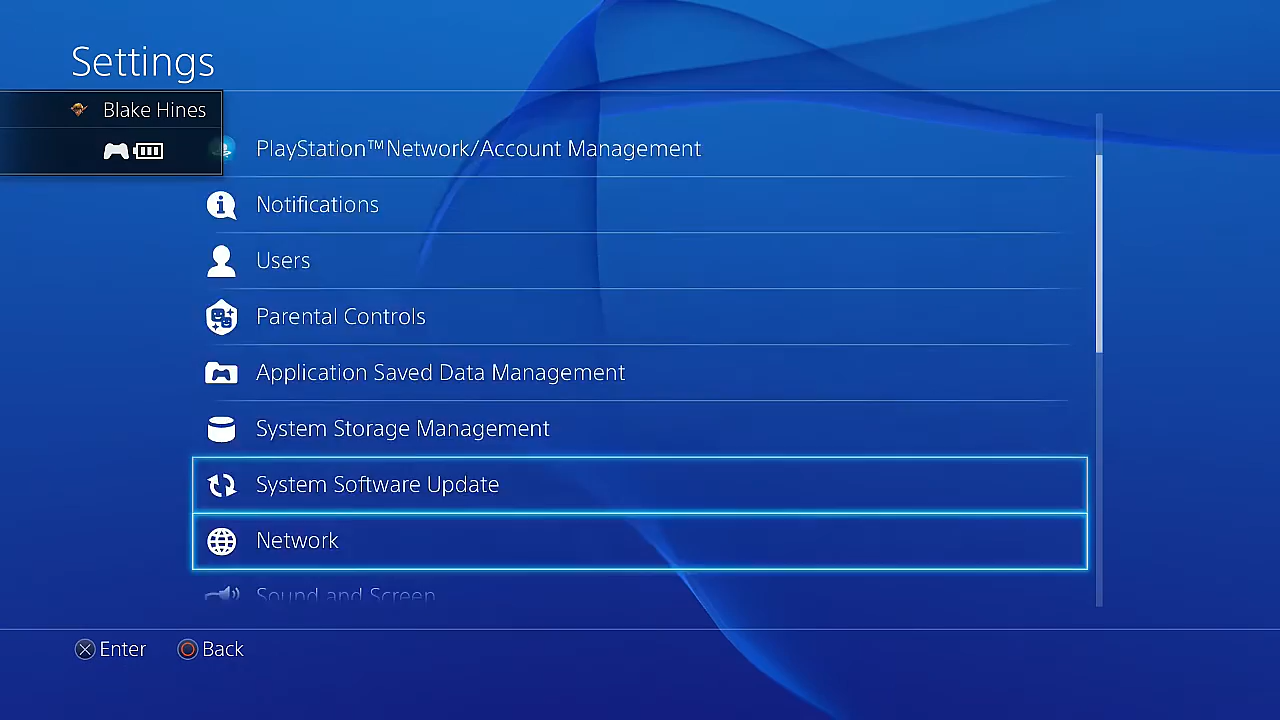 Settings
Blake Hines
PlayStation™Network/Account Management
Notifications
Users
Parental Controls
Application Saved Data Management
System Storage Management
System Software Update
Network
Sound and Screen
Enter
Back